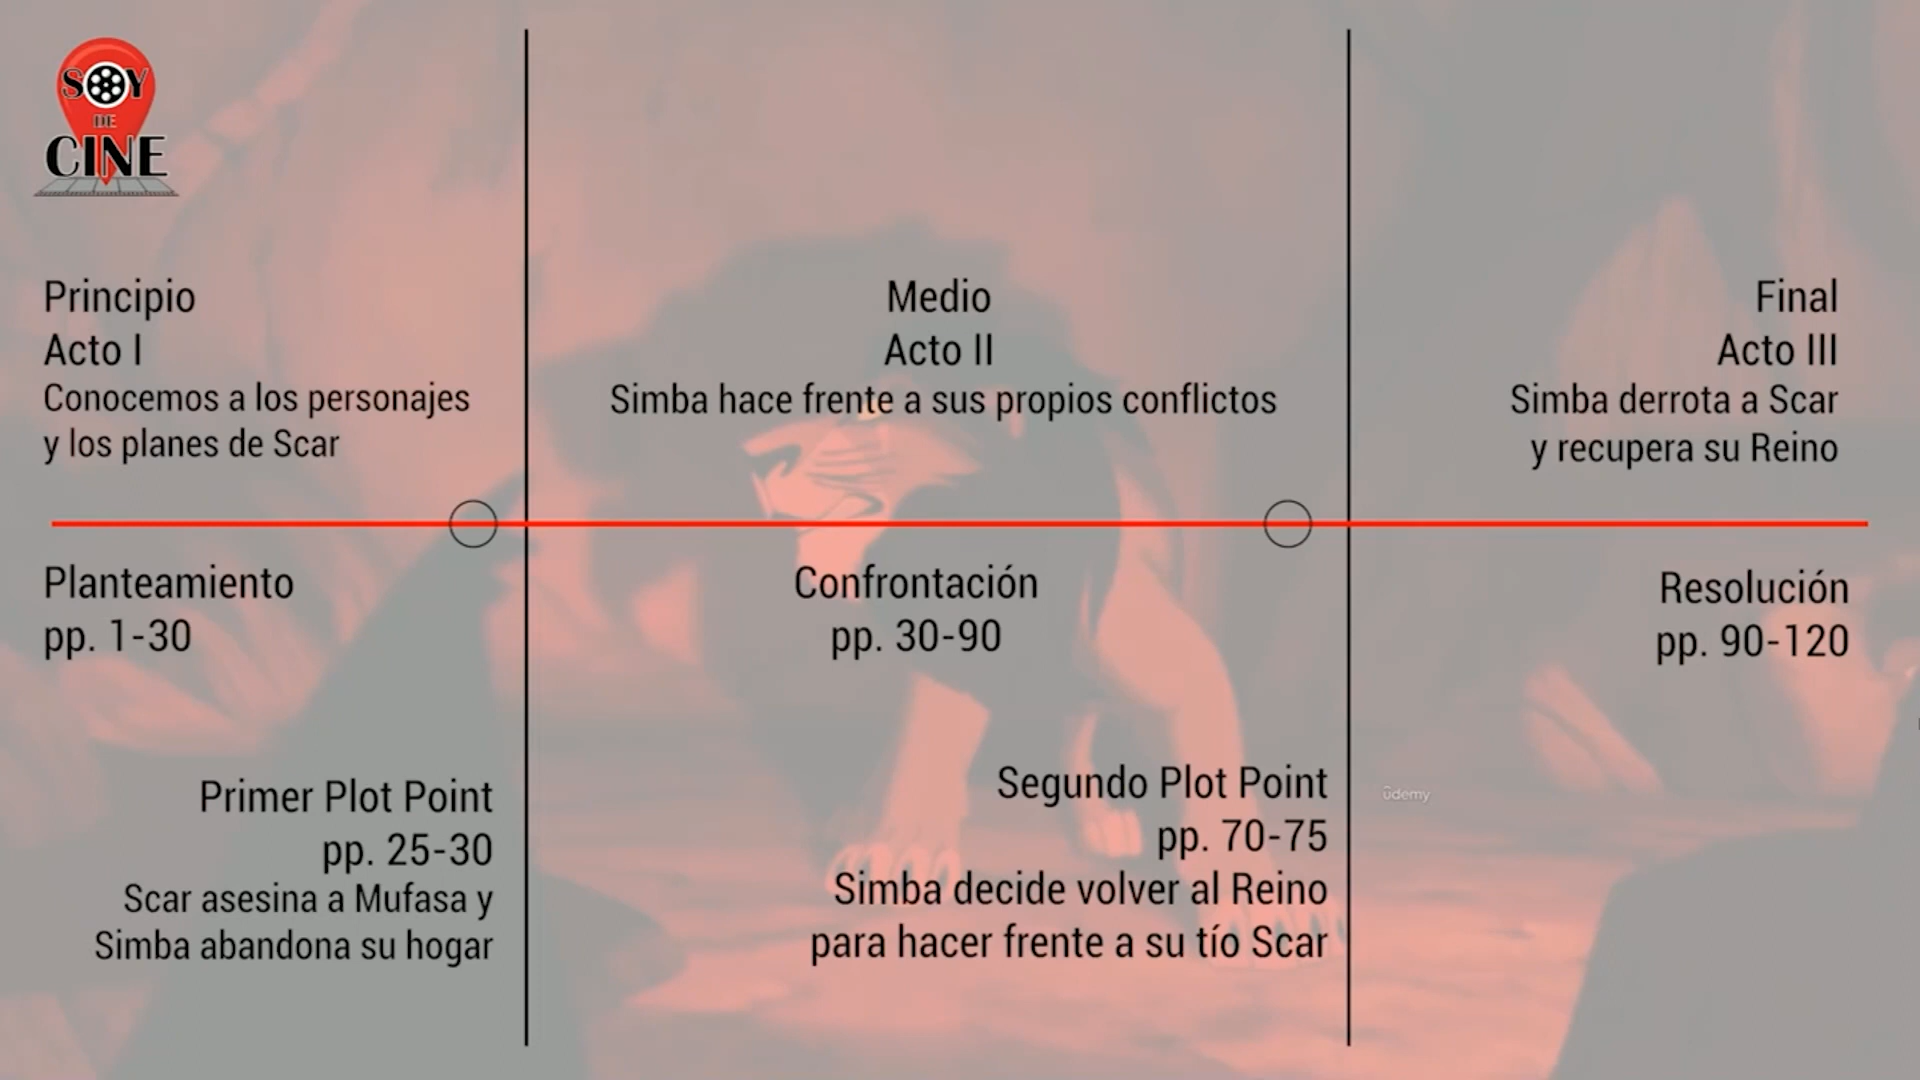 SOY
DE
CINE
Principio
Acto I
Conocemos a los personajes
y los planes de Scar
Medio
Acto II
Simba hace frente a sus propios conflictos
Final
Acto III
Simba derrota a Scar
y recupera su Reino
Planteamiento
pp. 1-30
Confrontación
pp. 30-90
Resolución
pp. 90-120
Primer Plot Point
pp. 25-30
Scar asesina a Mufasa y
Simba abandona su hogar
Segundo Plot Point
pp. 70-75
Simba decide volver al Reino
para hacer frente a su tío Scar
udemy